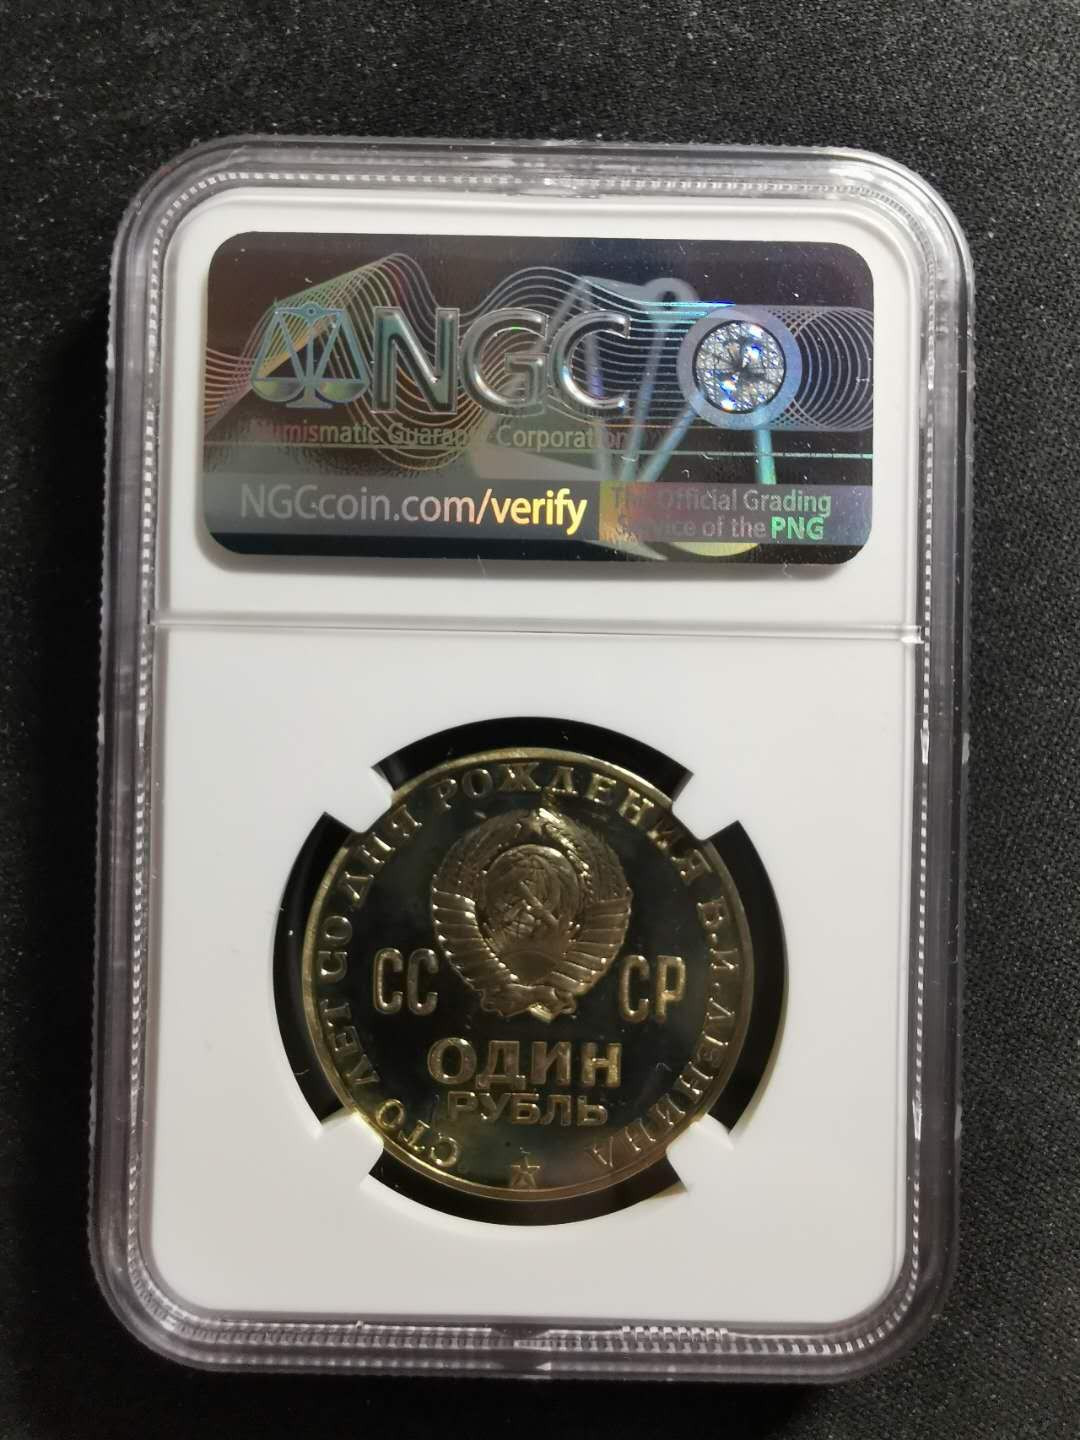 NGC
Numismatic Guaranty Corporation
NGCcoin.com/verify
The Official Grading
Service of the PNG
СТО ЛЕТ СО ДНЯ РОЖДЕНИЯ В.И.ЛЕНИНА
СС СР
ОДИН
РУБЛЬ